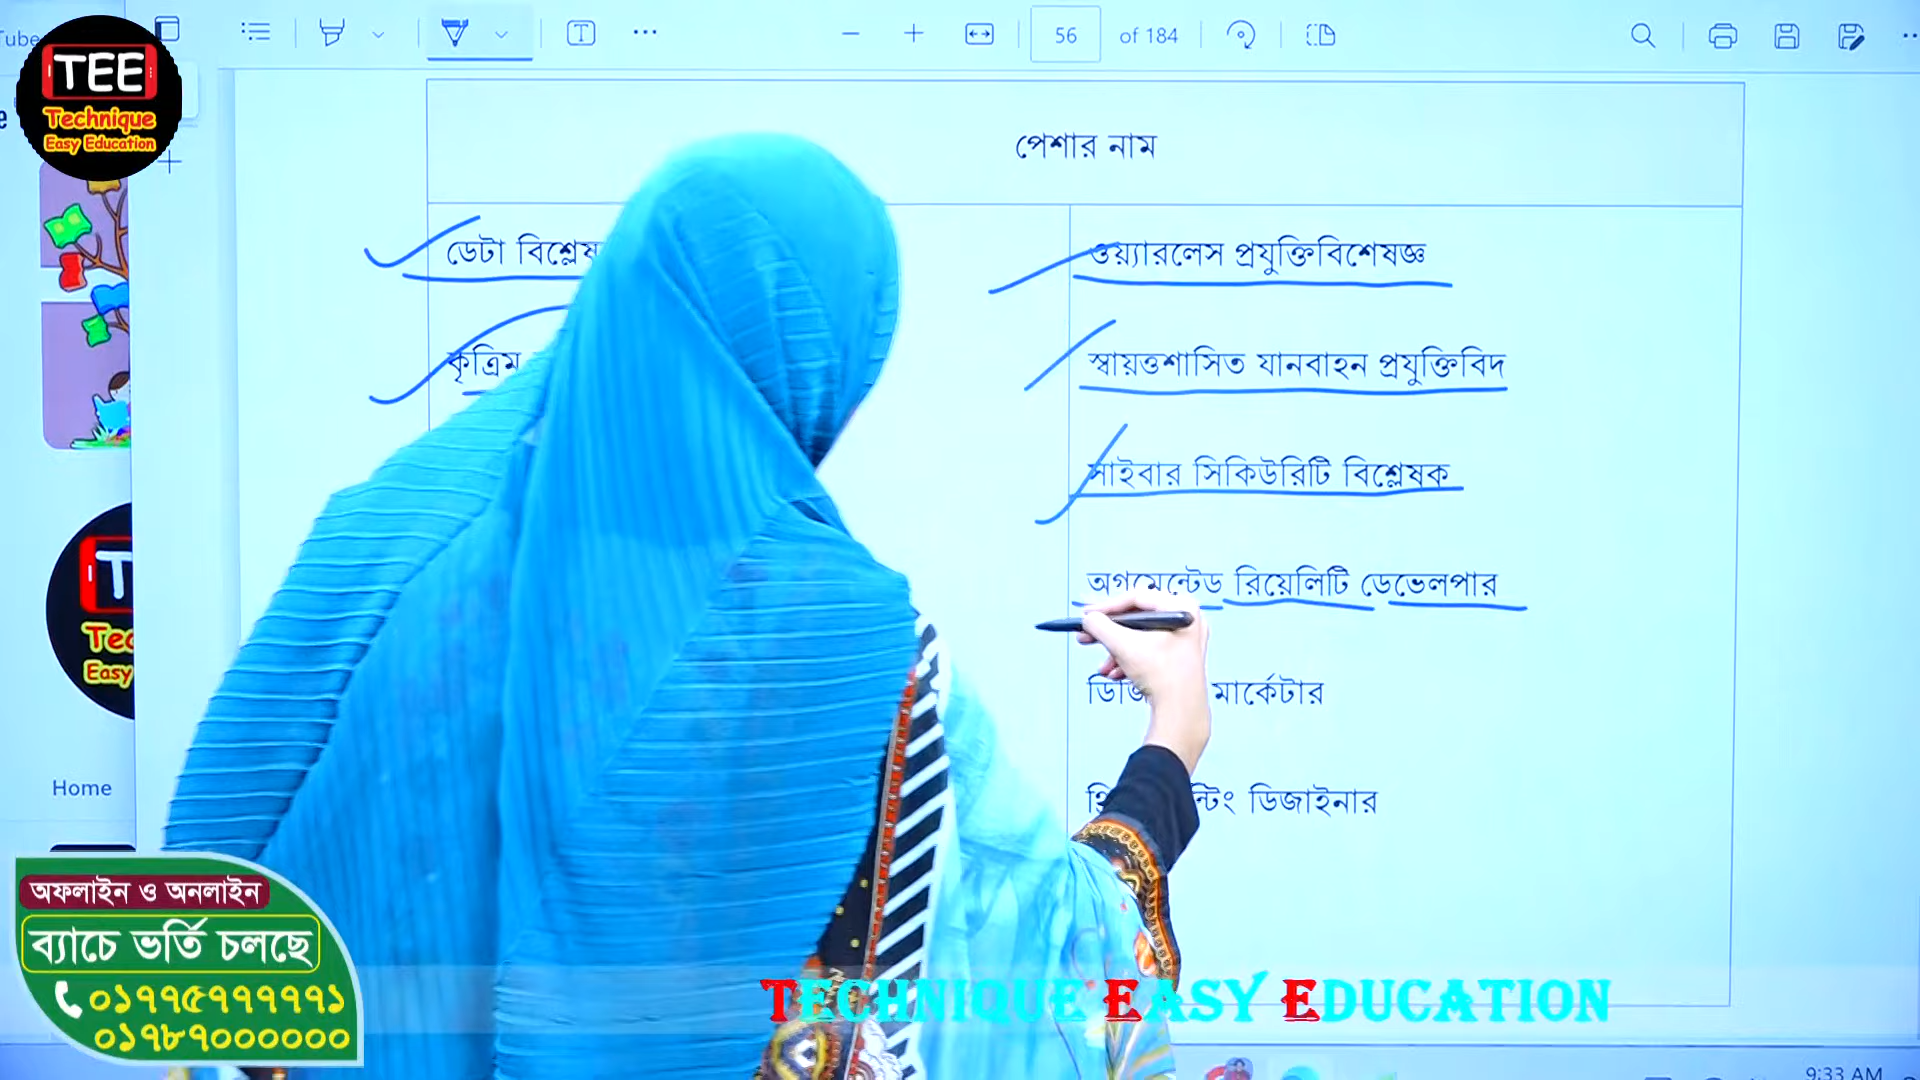 TEE
Technique
Easy Education
56 of 184
পেশার নাম
ডেটা বিশ্লেষ
ওয়্যারলেস প্রযুক্তিবিশেষজ্ঞ
কৃত্রিম
স্বায়ত্তশাসিত যানবাহন প্রযুক্তিবিদ
সাইবার সিকিউরিটি বিশ্লেষক
অগমেন্টেড রিয়েলিটি ডেভেলপার
মার্কেটার
ডিজাইনার
Easy
Home
অফলাইন ও অনলাইন
ব্যাচে ভর্তি চলছে
০১৭৭৫৭৭৭৭৭১
০১৭৮৭০০০০০০
TECHNIQUE EASY EDUCATION
9:33 AM